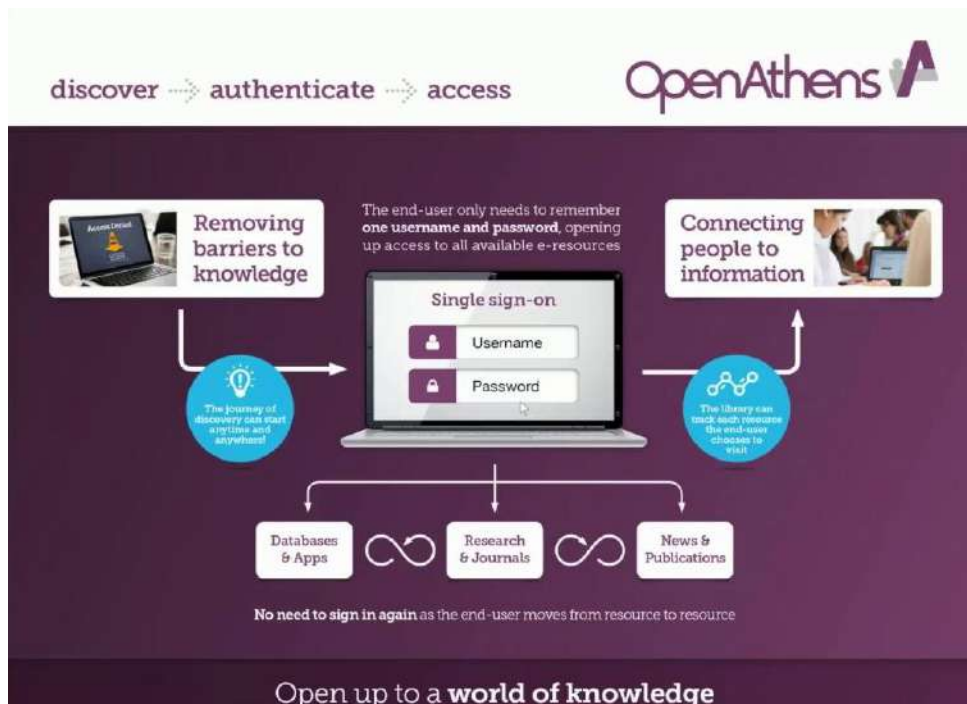 discover authenticate access
OpenAthens
Access Denied
Removing
barriers to
knowledge
The end-user only needs to remember
one username and password, opening
up access to all available e-resources
Connecting
people to
information
Single sign-on
Username
Password
The journey of
discovery can start
anytime and
anywhere!
The library can
track each resource
the end-user
chooses to
visit
Databases
& Apps
Research
& Journals
News &
Publications
No need to sign in again as the end-user moves from resource to resource
Open up to a world of knowledge